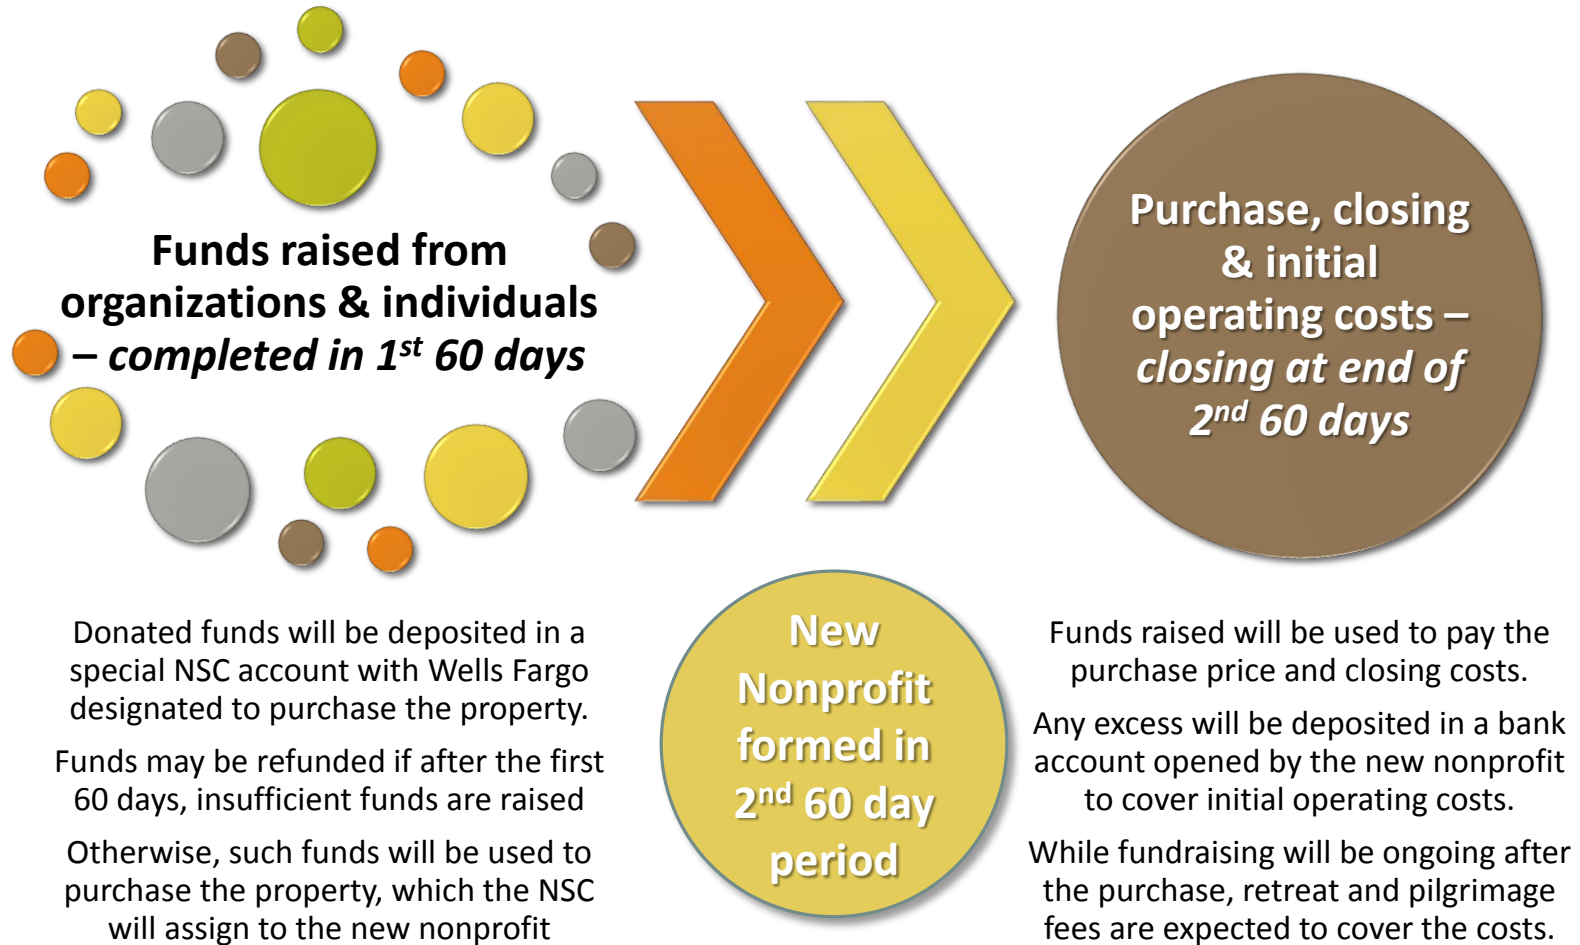 Funds raised from
organizations & individuals
– completed in 1st 60 days
Purchase, closing
& initial
operating costs –
closing at end of
2nd 60 days
Donated funds will be deposited in a
special NSC account with Wells Fargo
designated to purchase the property.
Funds may be refunded if after the first
60 days, insufficient funds are raised
Otherwise, such funds will be used to
purchase the property, which the NSC
will assign to the new nonprofit
New
Nonprofit
formed in
2nd 60 day
period
Funds raised will be used to pay the
purchase price and closing costs.
Any excess will be deposited in a bank
account opened by the new nonprofit
to cover initial operating costs.
While fundraising will be ongoing after
the purchase, retreat and pilgrimage
fees are expected to cover the costs.